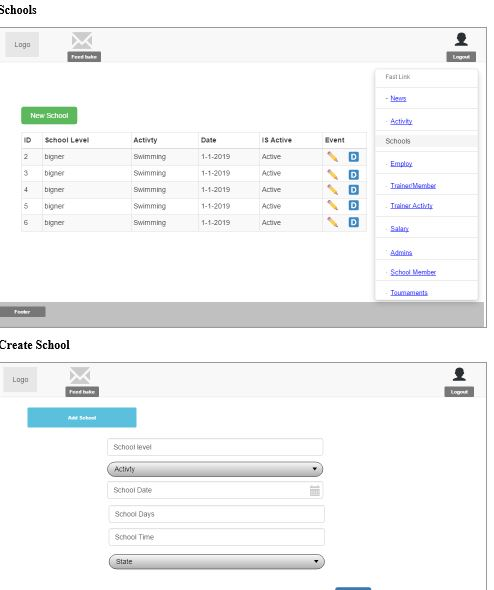 Schools
Logo
Feed bake
Logout
Fast Link
- News
- Activity
Schools
- Employ
- Trainer/Member
- Trainer Activty
- Salary
- Admins
- School Member
- Tournaments
New School
ID School Level Activty Date IS Active Event
2 bigner Swimming 1-1-2019 Active D
3 bigner Swimming 1-1-2019 Active D
4 bigner Swimming 1-1-2019 Active D
5 bigner Swimming 1-1-2019 Active D
6 bigner Swimming 1-1-2019 Active D
Footer
Create School
Logo
Feed bake
Logout
Add School
School level
Activty
School Date
School Days
School Time
State